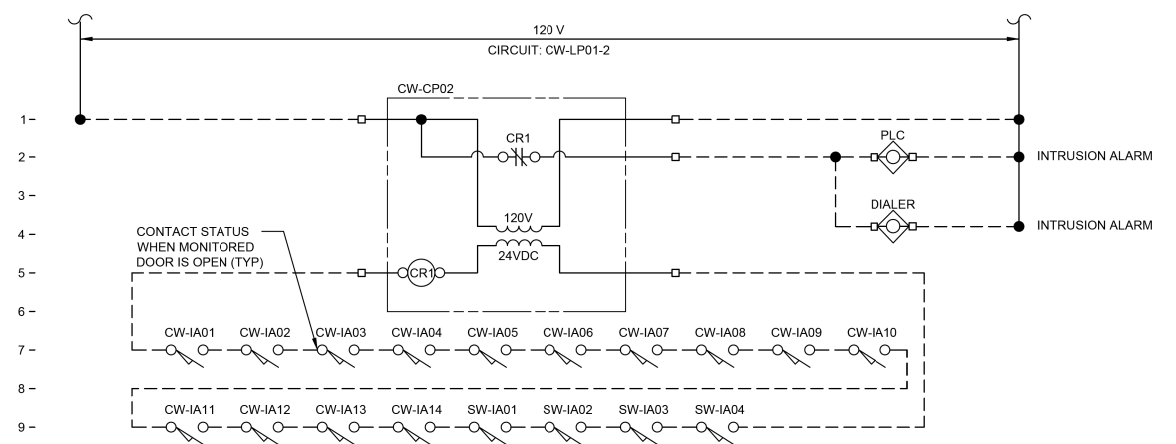 120 V
CIRCUIT: CW-LP01-2
CW-CP02
1
CR1
PLC
2
INTRUSION ALARM
3
DIALER
120V
4
INTRUSION ALARM
CONTACT STATUS
WHEN MONITORED
DOOR IS OPEN (TYP)
24VDC
5
CR1
6
CW-IA01 CW-IA02 CW-IA03 CW-IA04 CW-IA05 CW-IA06 CW-IA07 CW-IA08 CW-IA09 CW-IA10
7
8
CW-IA11 CW-IA12 CW-IA13 CW-IA14 SW-IA01 SW-IA02 SW-IA03 SW-IA04
9